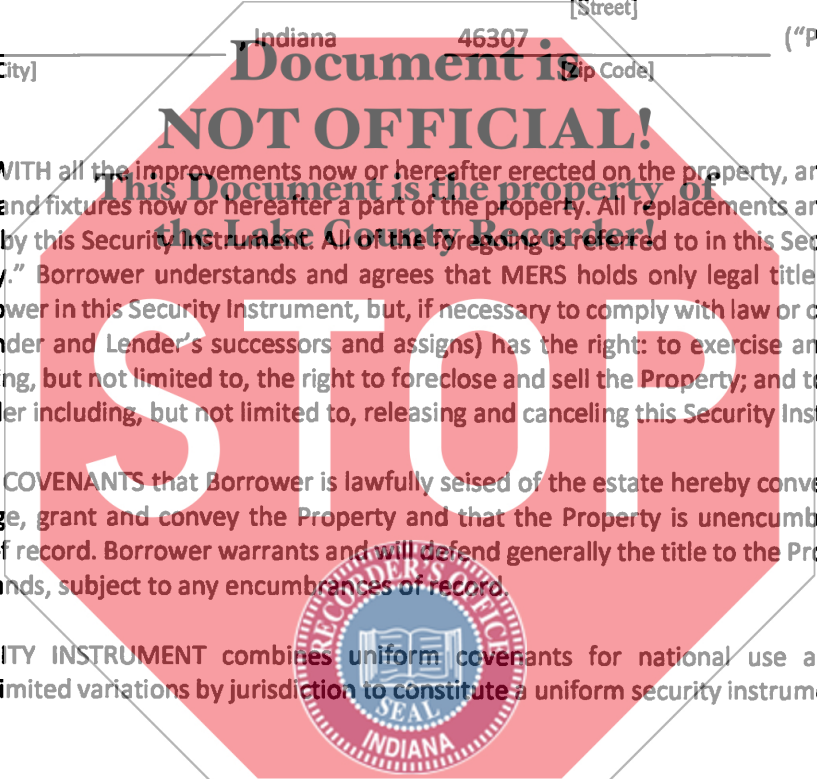 [Street]
, Indiana 46307 ("P
City] [Zip Code]
Document is
NOT OFFICIAL!
This Document is the property of
the Lake County Recorder!
WITH all the improvements now or hereafter erected on the property, an
and fixtures now or hereafter a part of the property. All replacements an
by this Security Instrument. All of the foregoing is referred to in this Sec
y." Borrower understands and agrees that MERS holds only legal title
ower in this Security Instrument, but, if necessary to comply with law or c
nder and Lender's successors and assigns) has the right: to exercise an
ng, but not limited to, the right to foreclose and sell the Property; and to
er including, but not limited to, releasing and canceling this Security Inst
STOP
COVENANTS that Borrower is lawfully seised of the estate hereby conve
ge, grant and convey the Property and that the Property is unencumb
f record. Borrower warrants and will defend generally the title to the Pro
nds, subject to any encumbrances of record.
ITY INSTRUMENT combines uniform covenants for national use a
imited variations by jurisdiction to constitute a uniform security instrume
RECORDER'S OFFICE
SEAL
INDIANA